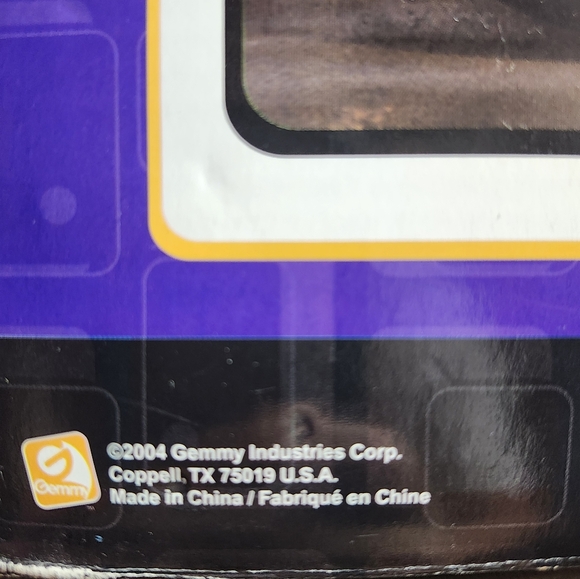 ©2004 Gemmy Industries Corp.
Coppell, TX 75019 U.S.A.
Gemmy
Made in China / Fabriqué en Chine